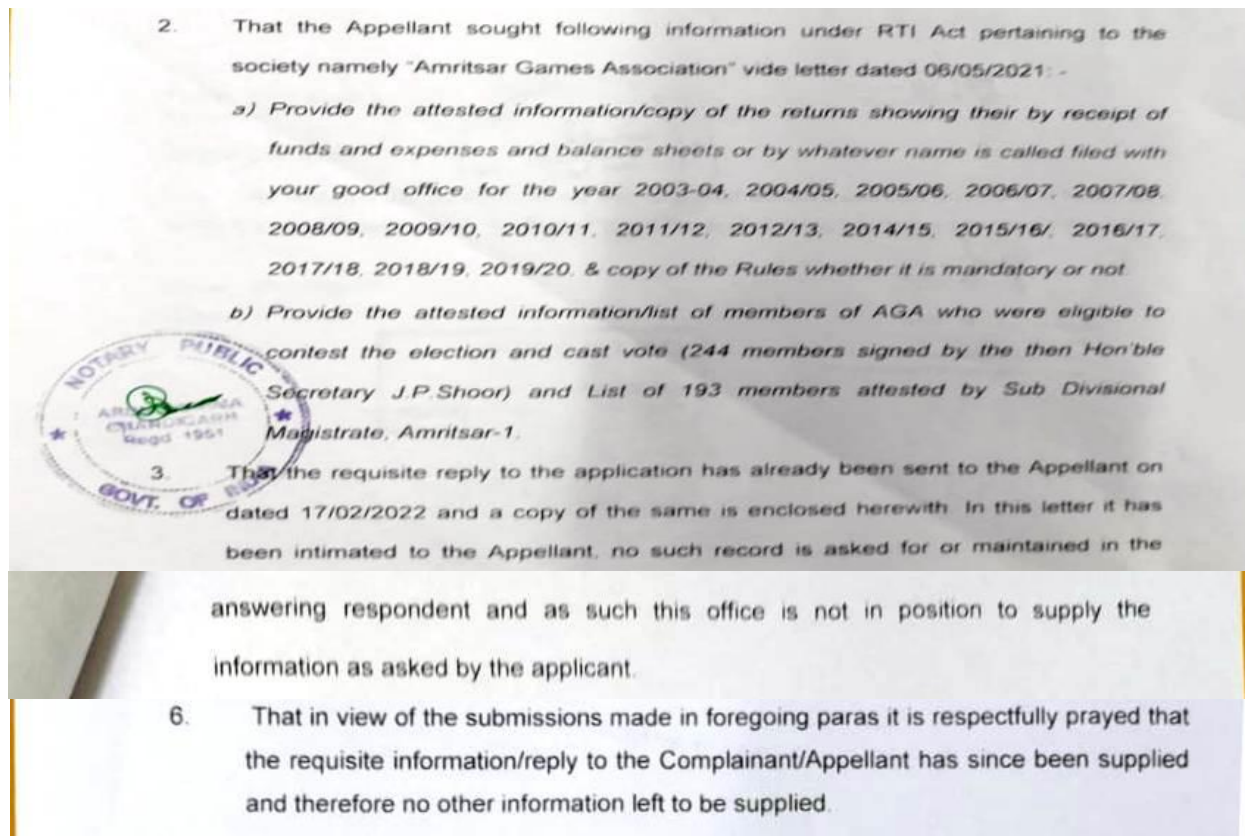 2. That the Appellant sought following information under RTI Act pertaining to the
society namely "Amritsar Games Association" vide letter dated 06/05/2021: -
a) Provide the attested information/copy of the returns showing their by receipt of
funds and expenses and balance sheets or by whatever name is called filed with
your good office for the year 2003-04, 2004/05, 2005/06, 2006/07, 2007/08,
2008/09, 2009/10, 2010/11, 2011/12, 2012/13, 2014/15, 2015/16/, 2016/17,
2017/18, 2018/19, 2019/20, & copy of the Rules whether it is mandatory or not.
b) Provide the attested information/list of members of AGA who were eligible to
contest the election and cast vote (244 members signed by the then Hon'ble
Secretary J.P.Shoor) and List of 193 members attested by Sub Divisional
Magistrate, Amritsar-1.
NOTARY PUBLIC
CHANDIGARH
Regd 1951
GOVT. OF
3. That the requisite reply to the application has already been sent to the Appellant on
dated 17/02/2022 and a copy of the same is enclosed herewith. In this letter it has
been intimated to the Appellant, no such record is asked for or maintained in the
answering respondent and as such this office is not in position to supply the
information as asked by the applicant.
6. That in view of the submissions made in foregoing paras it is respectfully prayed that
the requisite information/reply to the Complainant/Appellant has since been supplied
and therefore no other information left to be supplied.